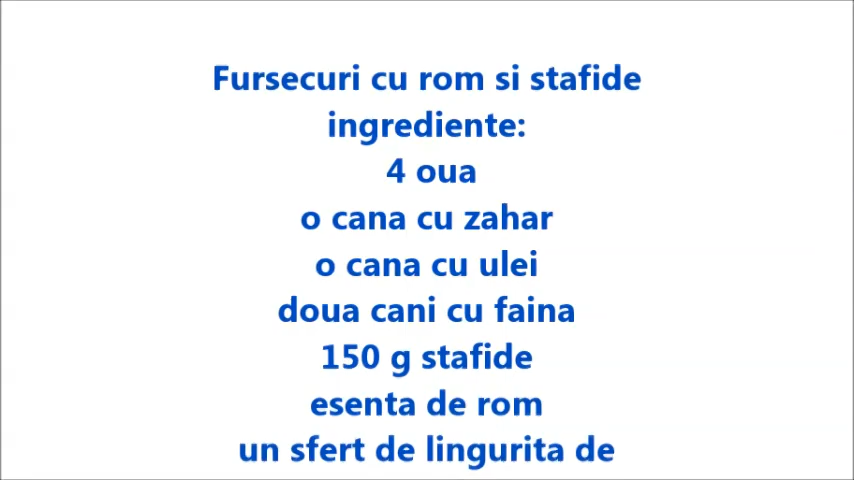 Fursecuri cu rom si stafide
ingrediente:
4 oua
o cana cu zahar
o cana cu ulei
doua cani cu faina
150 g stafide
esenta de rom
un sfert de lingurita de